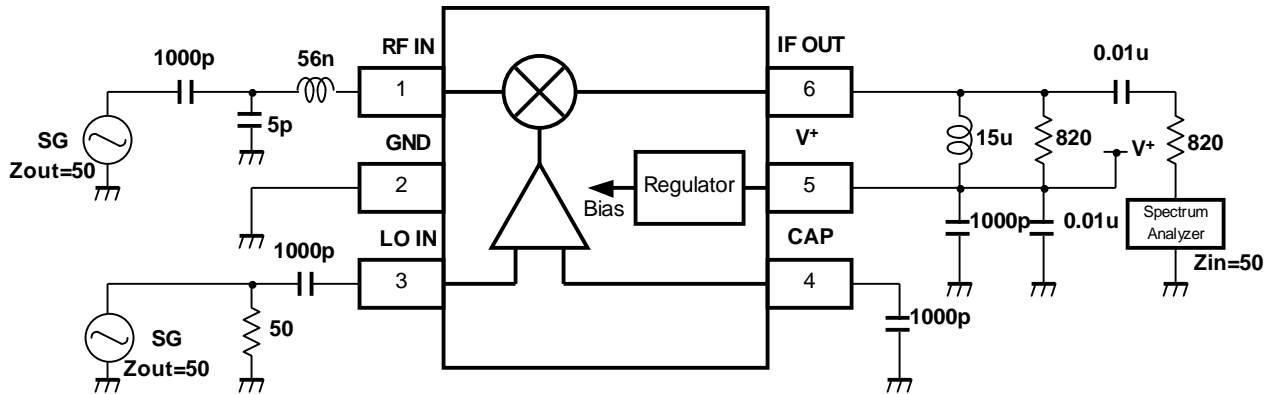 RF IN
IF OUT
1000p
56n
0.01u
1
6
5p
GND
V+
15u
820
V+
820
SG
Zout=50
2
Regulator
5
Bias
LO IN
CAP
1000p
0.01u
Spectrum
Analyzer
Zin=50
1000p
3
4
SG
Zout=50
50
1000p